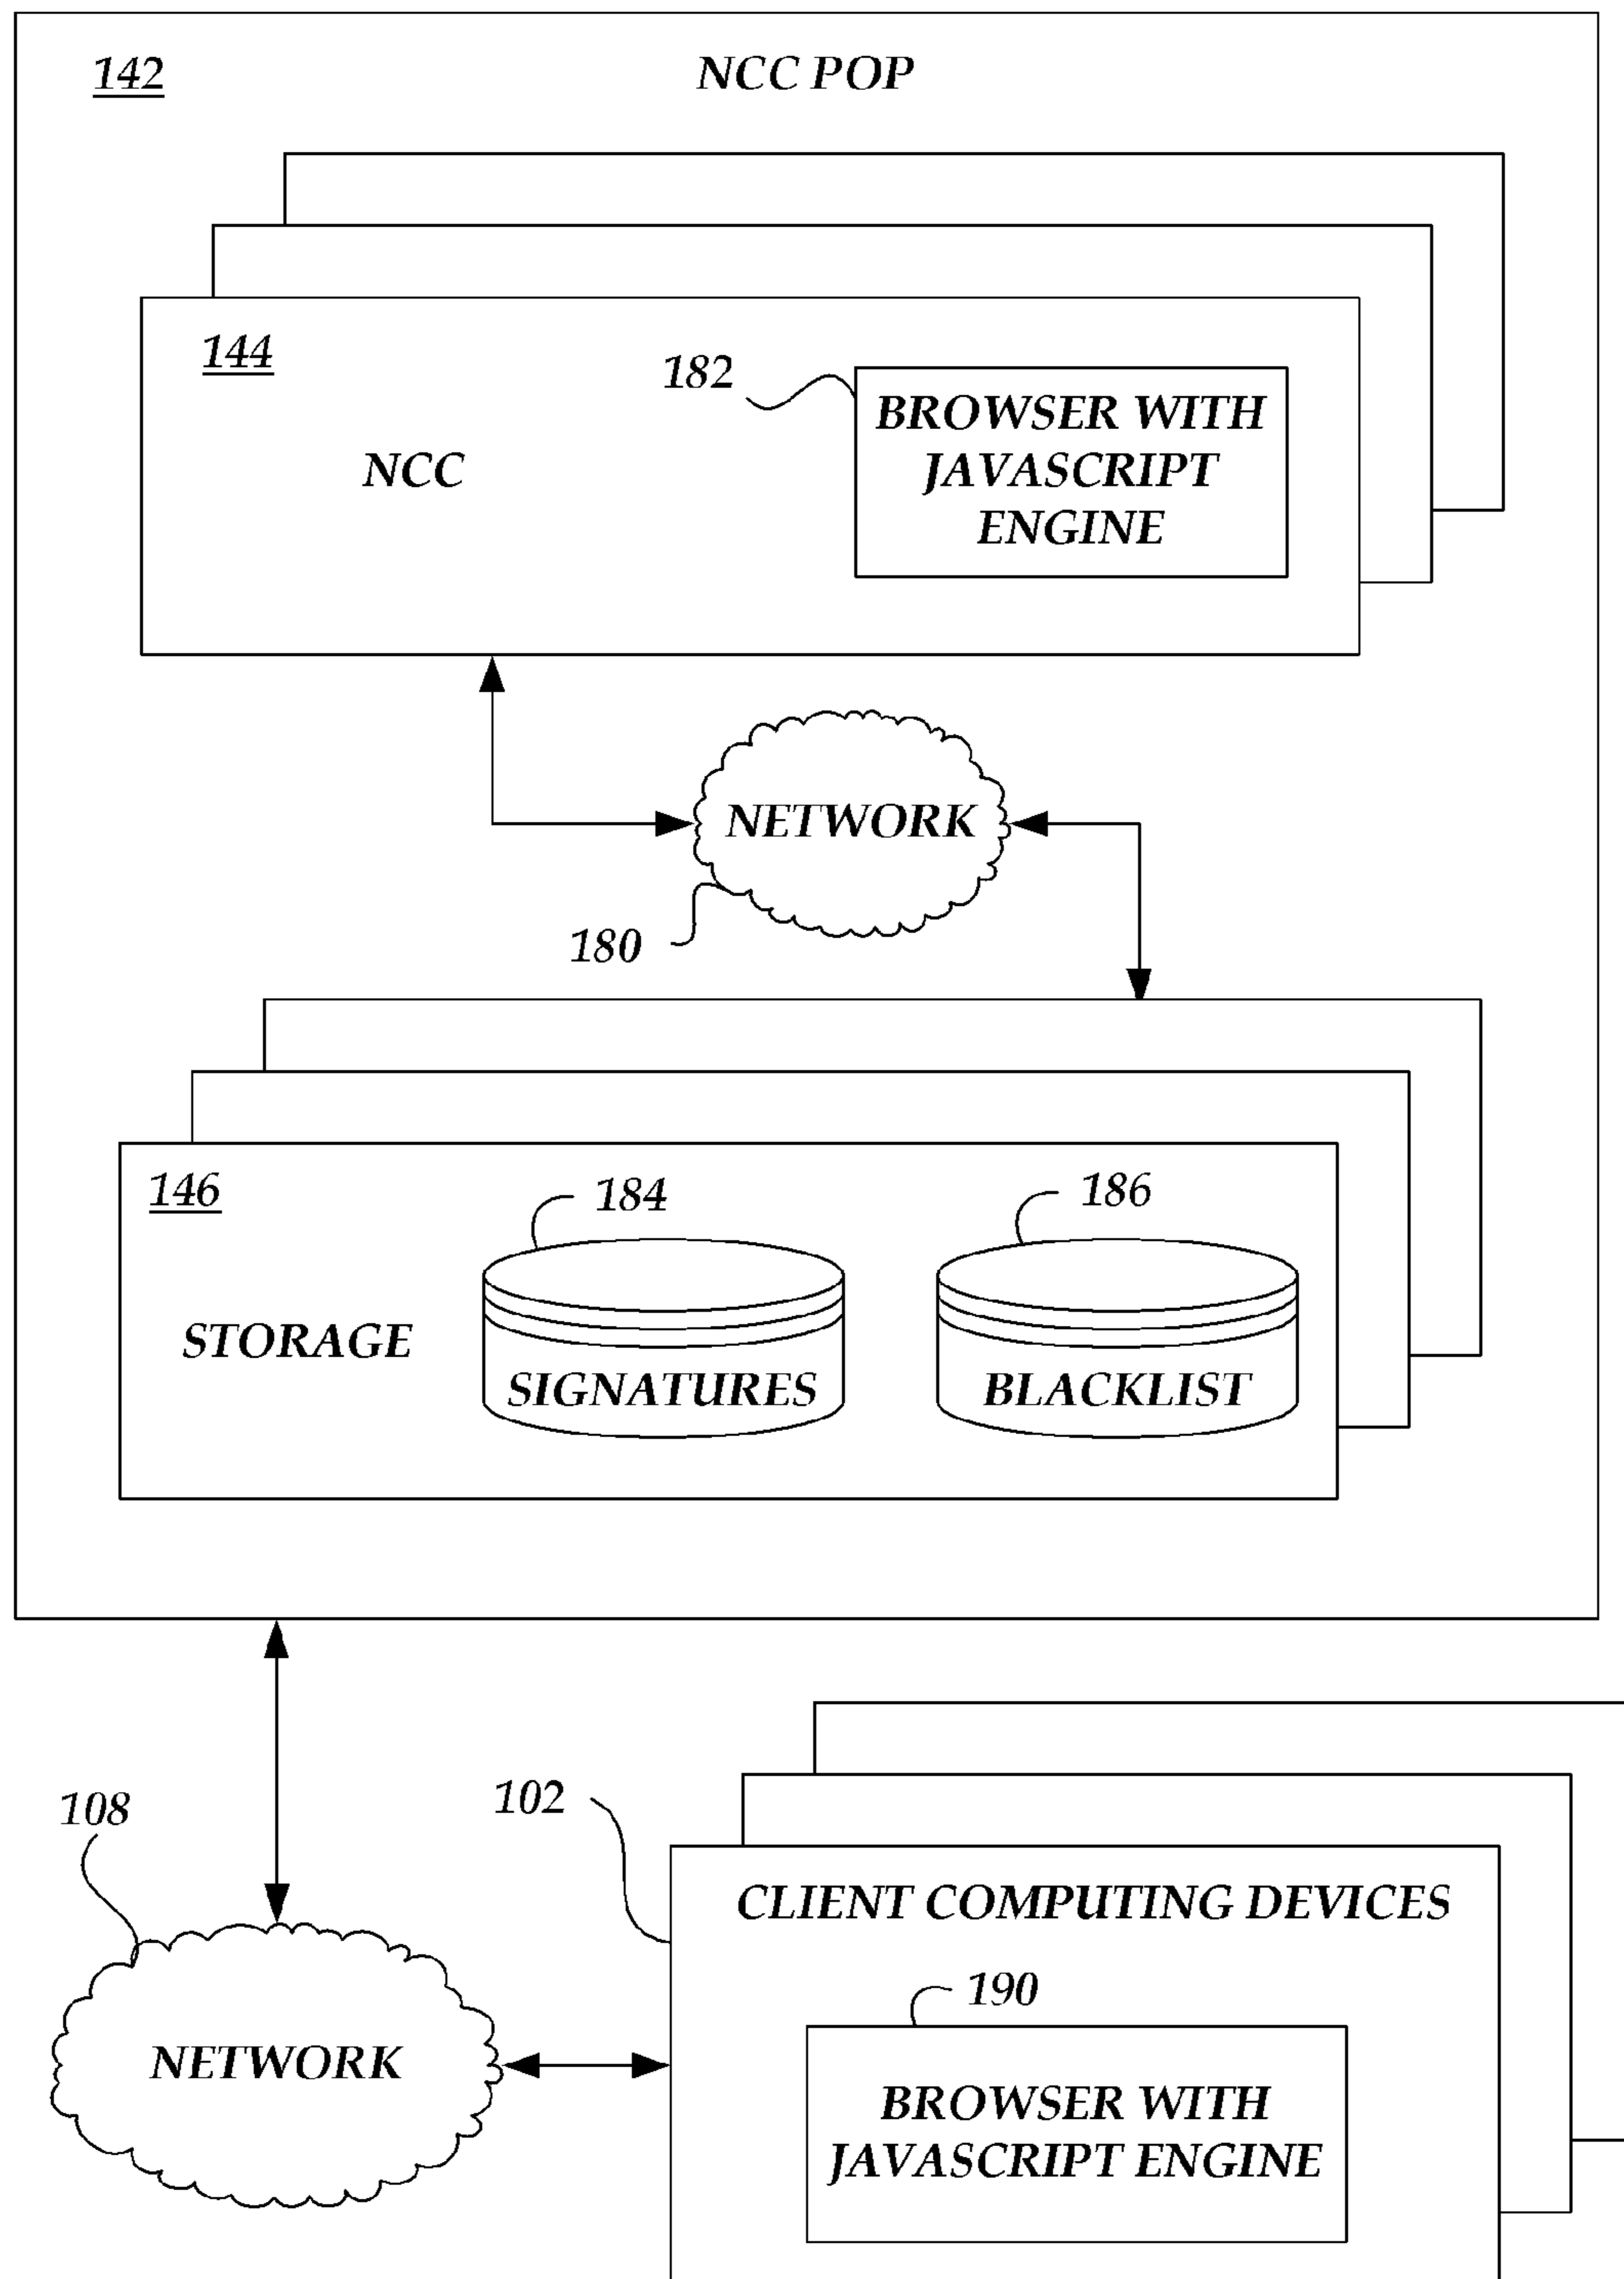 142
NCC POP
144
182
BROWSER WITH
JAVASCRIPT
ENGINE
NCC
NETWORK
180
146
184
186
STORAGE
SIGNATURES
BLACKLIST
108
102
CLIENT COMPUTING DEVICES
190
NETWORK
BROWSER WITH
JAVASCRIPT ENGINE